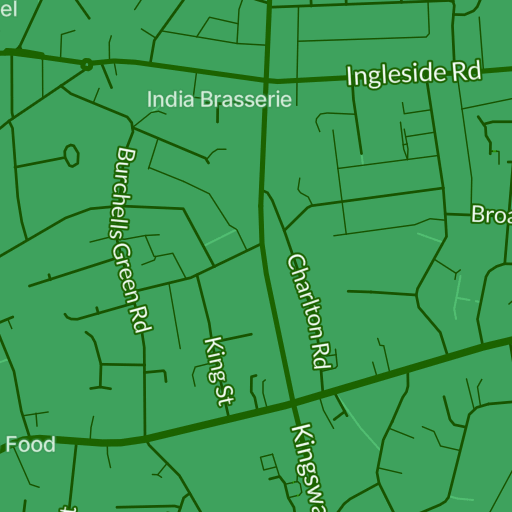 el
Ingleside Rd
India Brasserie
Burchells Green Rd
Broa
Charlton Rd
King St
Food
Kingswa
t